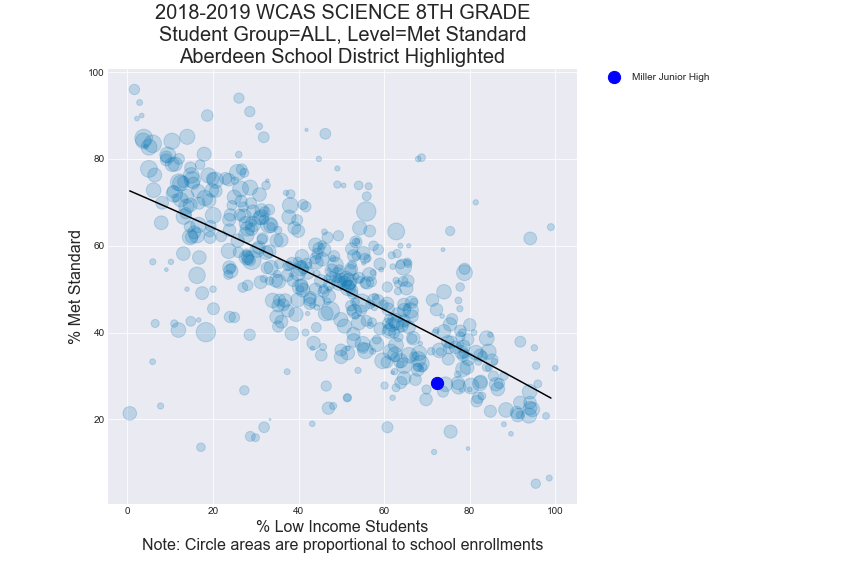 2018-2019 WCAS SCIENCE 8TH GRADE
Student Group=ALL, Level=Met Standard
Aberdeen School District Highlighted
Miller Junior High
% Met Standard
100
80
60
40
20
0 20 40 60 80 100
% Low Income Students
Note: Circle areas are proportional to school enrollments